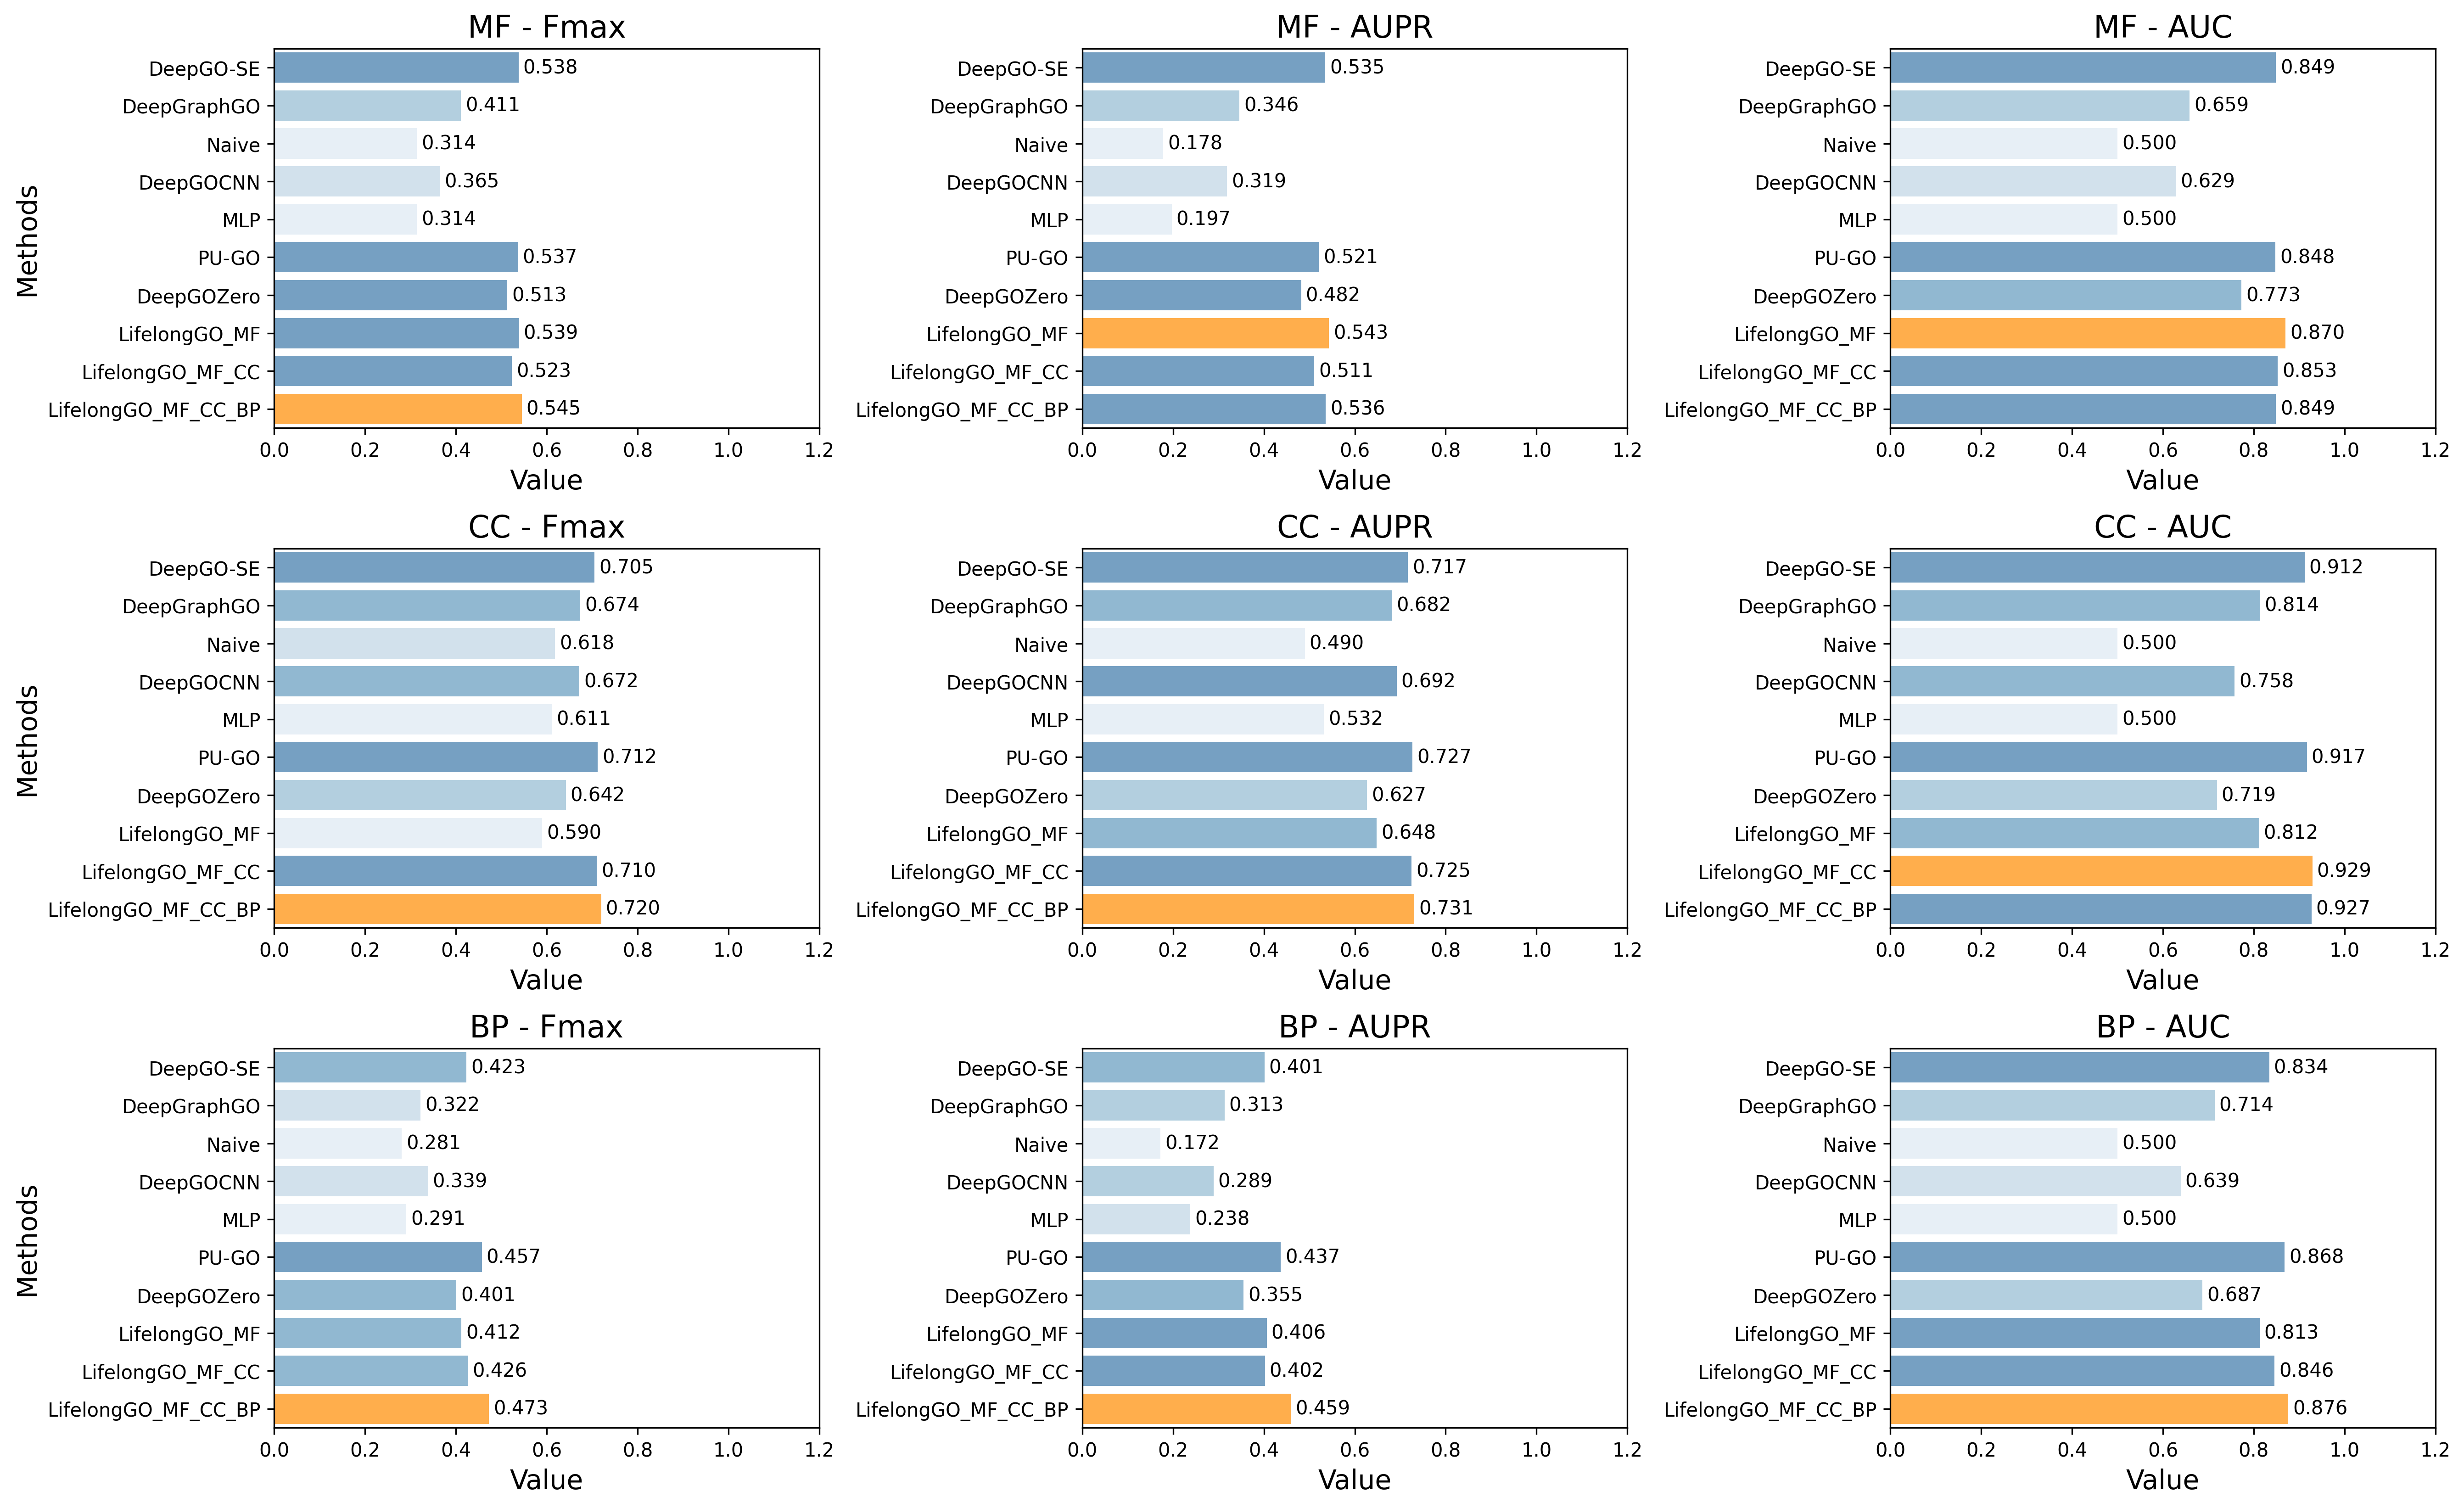 MF - Fmax
Methods
DeepGO-SE 0.538
DeepGraphGO 0.411
Naive 0.314
DeepGOCNN 0.365
MLP 0.314
PU-GO 0.537
DeepGOZero 0.513
LifelongGO_MF 0.539
LifelongGO_MF_CC 0.523
LifelongGO_MF_CC_BP 0.545
0.0 0.2 0.4 0.6 0.8 1.0 1.2
Value
MF - AUPR
DeepGO-SE 0.535
DeepGraphGO 0.346
Naive 0.178
DeepGOCNN 0.319
MLP 0.197
PU-GO 0.521
DeepGOZero 0.482
LifelongGO_MF 0.543
LifelongGO_MF_CC 0.511
LifelongGO_MF_CC_BP 0.536
0.0 0.2 0.4 0.6 0.8 1.0 1.2
Value
MF - AUC
DeepGO-SE 0.849
DeepGraphGO 0.659
Naive 0.500
DeepGOCNN 0.629
MLP 0.500
PU-GO 0.848
DeepGOZero 0.773
LifelongGO_MF 0.870
LifelongGO_MF_CC 0.853
LifelongGO_MF_CC_BP 0.849
0.0 0.2 0.4 0.6 0.8 1.0 1.2
Value
CC - Fmax
Methods
DeepGO-SE 0.705
DeepGraphGO 0.674
Naive 0.618
DeepGOCNN 0.672
MLP 0.611
PU-GO 0.712
DeepGOZero 0.642
LifelongGO_MF 0.590
LifelongGO_MF_CC 0.710
LifelongGO_MF_CC_BP 0.720
0.0 0.2 0.4 0.6 0.8 1.0 1.2
Value
CC - AUPR
DeepGO-SE 0.717
DeepGraphGO 0.682
Naive 0.490
DeepGOCNN 0.692
MLP 0.532
PU-GO 0.727
DeepGOZero 0.627
LifelongGO_MF 0.648
LifelongGO_MF_CC 0.725
LifelongGO_MF_CC_BP 0.731
0.0 0.2 0.4 0.6 0.8 1.0 1.2
Value
CC - AUC
DeepGO-SE 0.912
DeepGraphGO 0.814
Naive 0.500
DeepGOCNN 0.758
MLP 0.500
PU-GO 0.917
DeepGOZero 0.719
LifelongGO_MF 0.812
LifelongGO_MF_CC 0.929
LifelongGO_MF_CC_BP 0.927
0.0 0.2 0.4 0.6 0.8 1.0 1.2
Value
BP - Fmax
Methods
DeepGO-SE 0.423
DeepGraphGO 0.322
Naive 0.281
DeepGOCNN 0.339
MLP 0.291
PU-GO 0.457
DeepGOZero 0.401
LifelongGO_MF 0.412
LifelongGO_MF_CC 0.426
LifelongGO_MF_CC_BP 0.473
0.0 0.2 0.4 0.6 0.8 1.0 1.2
Value
BP - AUPR
DeepGO-SE 0.401
DeepGraphGO 0.313
Naive 0.172
DeepGOCNN 0.289
MLP 0.238
PU-GO 0.437
DeepGOZero 0.355
LifelongGO_MF 0.406
LifelongGO_MF_CC 0.402
LifelongGO_MF_CC_BP 0.459
0.0 0.2 0.4 0.6 0.8 1.0 1.2
Value
BP - AUC
DeepGO-SE 0.834
DeepGraphGO 0.714
Naive 0.500
DeepGOCNN 0.639
MLP 0.500
PU-GO 0.868
DeepGOZero 0.687
LifelongGO_MF 0.813
LifelongGO_MF_CC 0.846
LifelongGO_MF_CC_BP 0.876
0.0 0.2 0.4 0.6 0.8 1.0 1.2
Value